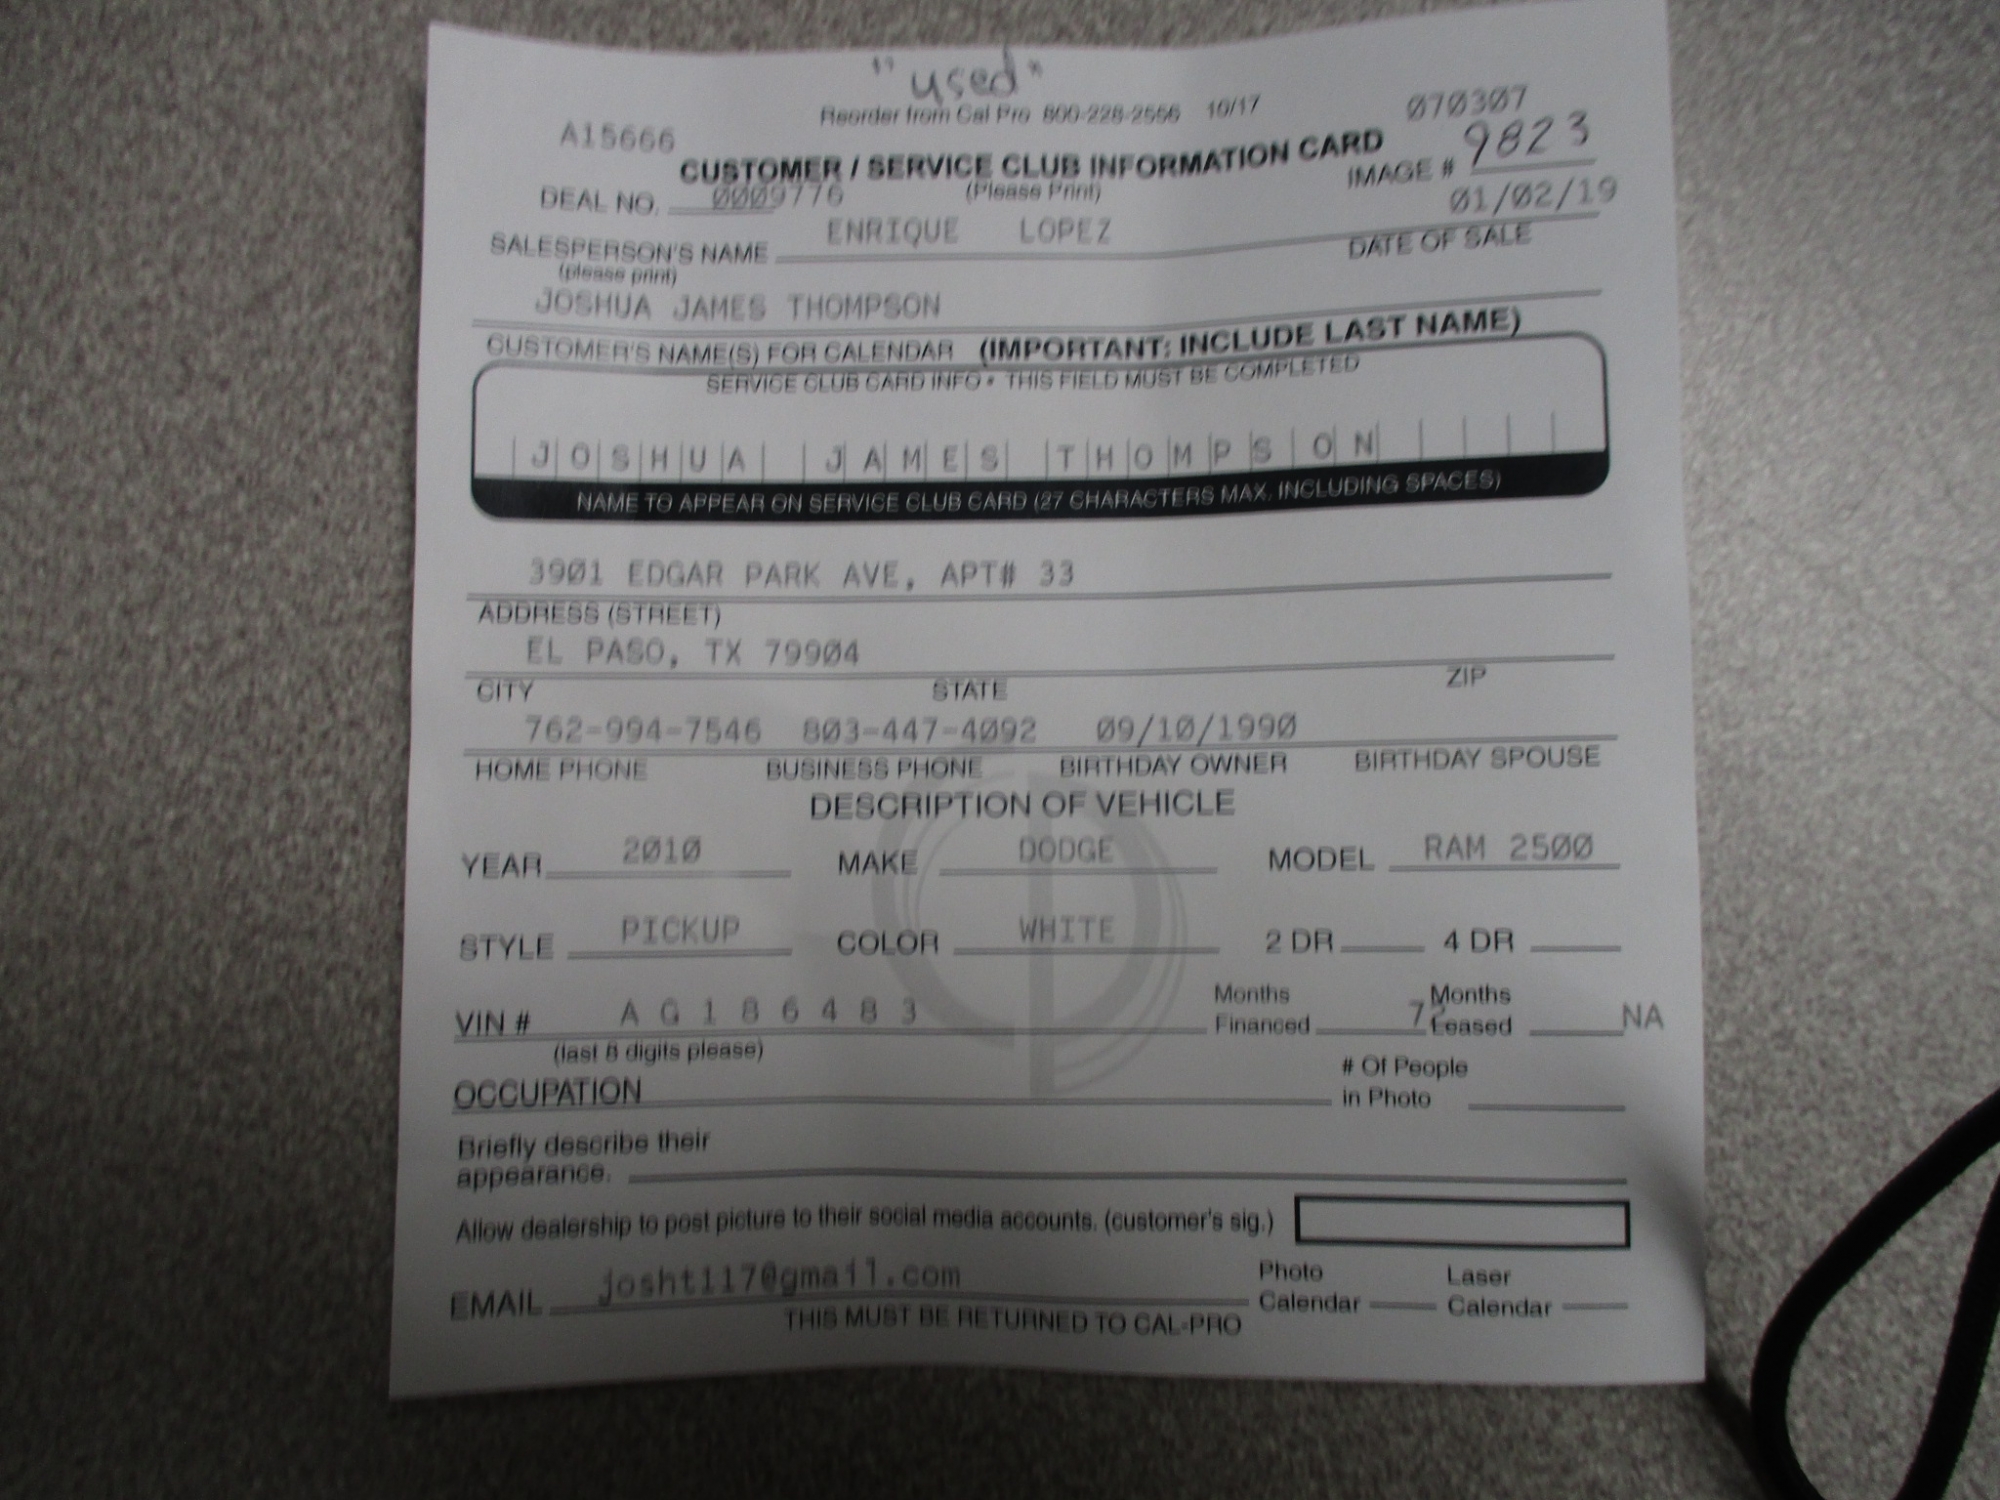 "used"
Reorder from Cal Pro 800-228-2556 10/17
070307
A15666
CUSTOMER / SERVICE CLUB INFORMATION CARD
IMAGE # 9823
DEAL NO. 0009776 (Please Print)
01/02/19
SALESPERSON'S NAME ENRIQUE LOPEZ
DATE OF SALE
(please print)
JOSHUA JAMES THOMPSON
CUSTOMER'S NAME(S) FOR CALENDAR (IMPORTANT: INCLUDE LAST NAME)
SERVICE CLUB CARD INFO • THIS FIELD MUST BE COMPLETED
JOSHUA JAMES THOMPSON
NAME TO APPEAR ON SERVICE CLUB CARD (27 CHARACTERS MAX. INCLUDING SPACES)
3901 EDGAR PARK AVE, APT# 33
ADDRESS (STREET)
EL PASO, TX 79904
CITY STATE ZIP
762-994-7546 803-447-4092 09/10/1990
HOME PHONE BUSINESS PHONE BIRTHDAY OWNER BIRTHDAY SPOUSE
DESCRIPTION OF VEHICLE
YEAR 2010 MAKE DODGE MODEL RAM 2500
STYLE PICKUP COLOR WHITE 2 DR 4 DR
VIN # A G 1 8 6 4 8 3 Months Financed Months Leased NA
(last 8 digits please)
OCCUPATION # Of People in Photo
Briefly describe their
appearance.
Allow dealership to post picture to their social media accounts. (customer's sig.)
EMAIL josht117@gmail.com Photo Calendar Laser Calendar
THIS MUST BE RETURNED TO CAL-PRO